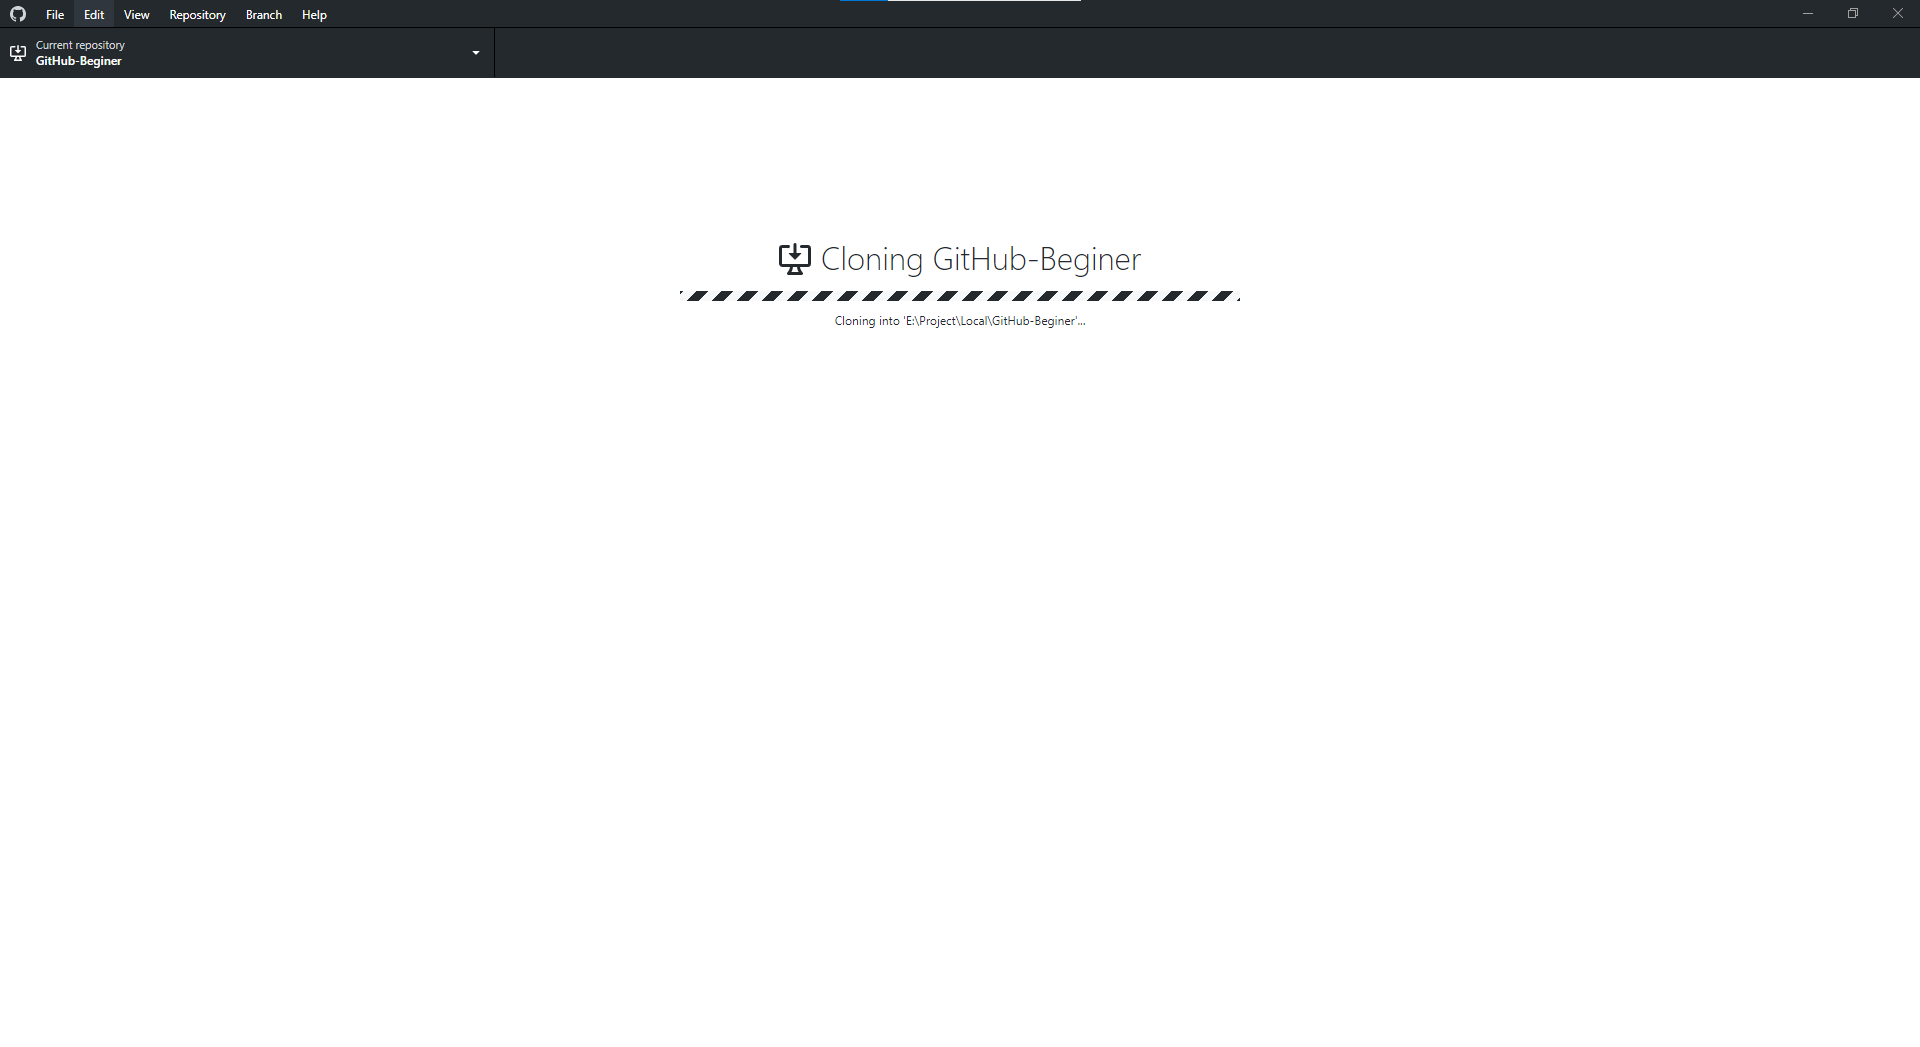 File Edit View Repository Branch Help
Current repository
GitHub-Beginer
Cloning GitHub-Beginer
Cloning into 'E:\Project\Local\GitHub-Beginer'...